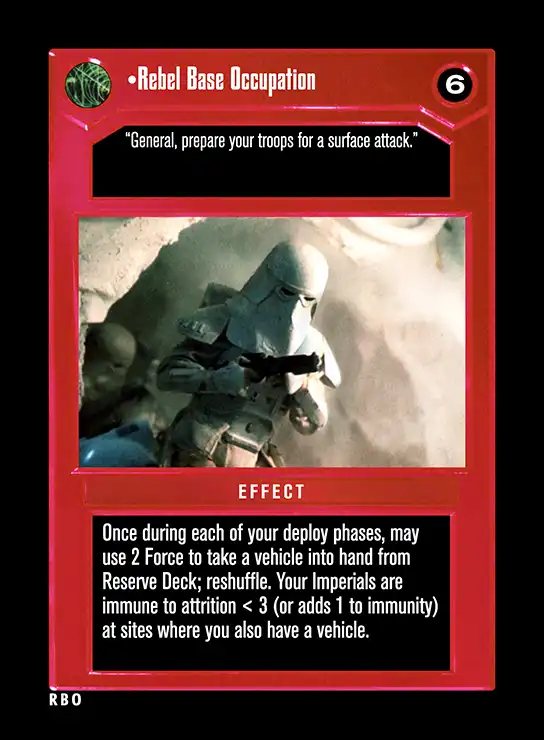 •Rebel Base Occupation
6
“General, prepare your troops for a surface attack.”
EFFECT
Once during each of your deploy phases, may
use 2 Force to take a vehicle into hand from
Reserve Deck; reshuffle. Your Imperials are
immune to attrition < 3 (or adds 1 to immunity)
at sites where you also have a vehicle.
RBO